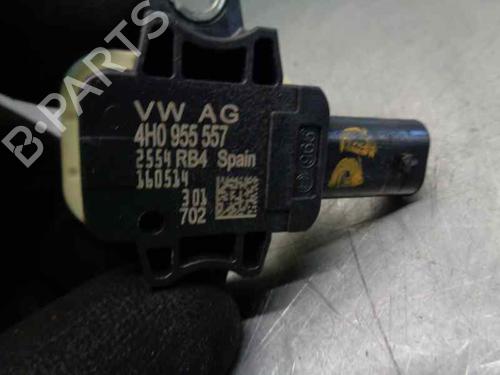 VW AG
4H0 955 557
2554 RB4 Spain
160514
301
702
B-PARTS